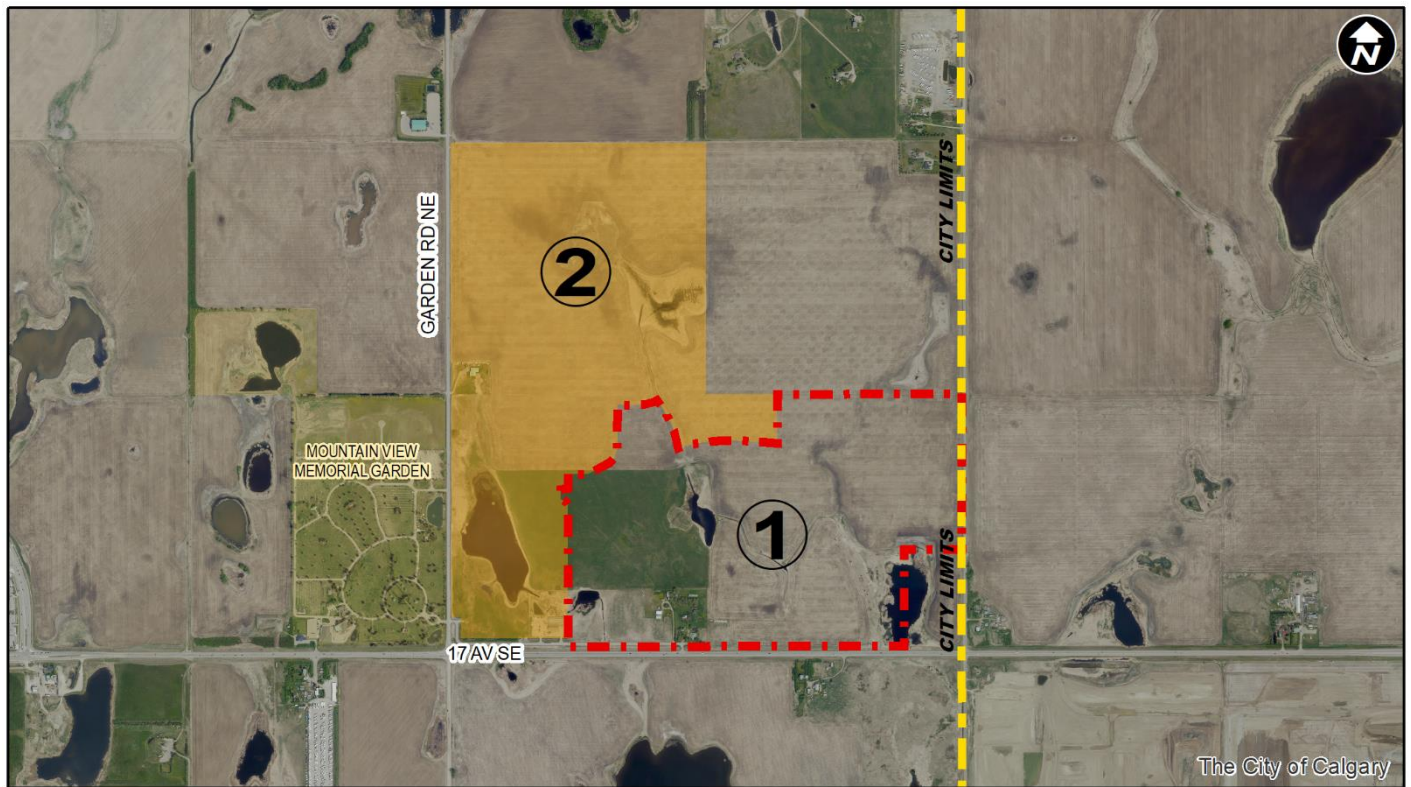 N
CITY LIMITS
GARDEN RD NE
2
MOUNTAIN VIEW
MEMORIAL GARDEN
1
CITY LIMITS
17 AV SE
The City of Calgary